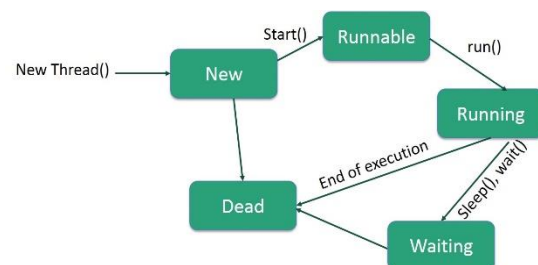 Start()
Runnable
run()
New Thread()
New
Running
End of execution
Sleep(), wait()
Dead
Waiting